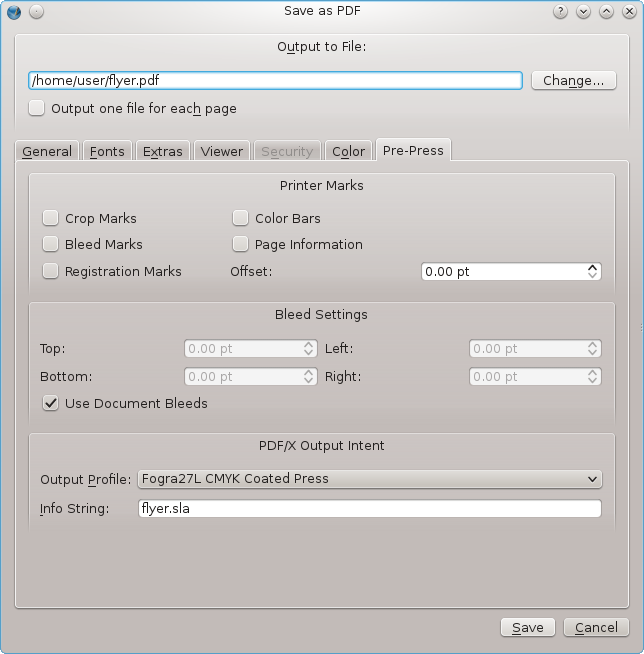 Save as PDF
Output to File:
/home/user/flyer.pdf
Change...
Output one file for each page
General Fonts Extras Viewer Security Color Pre-Press
Printer Marks
Crop Marks Color Bars
Bleed Marks Page Information
Registration Marks Offset: 0.00 pt
Bleed Settings
Top: 0.00 pt Left: 0.00 pt
Bottom: 0.00 pt Right: 0.00 pt
Use Document Bleeds
PDF/X Output Intent
Output Profile: Fogra27L CMYK Coated Press
Info String: flyer.sla
Save Cancel